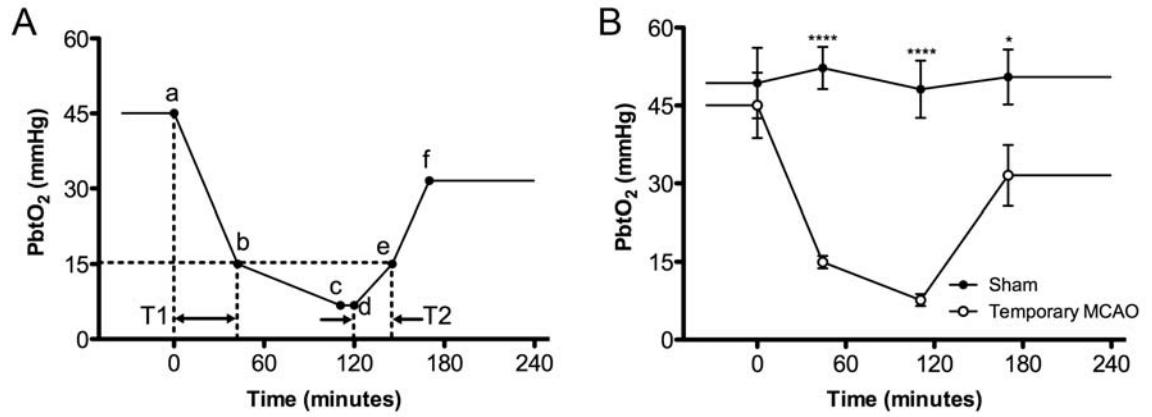 A
PbtO2 (mmHg)
60
45
30
15
0
a
b
c
d
e
f
T1
T2
0 60 120 180 240
Time (minutes)
B
PbtO2 (mmHg)
60
45
30
15
0
**** **** *
Sham
Temporary MCAO
0 60 120 180 240
Time (minutes)